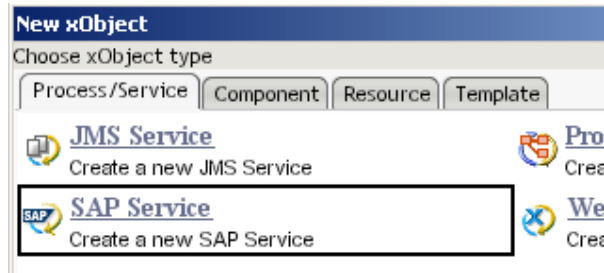 New xObject
Choose xObject type
Process/Service Component Resource Template
JMS Service
Create a new JMS Service
SAP
SAP Service
Create a new SAP Service